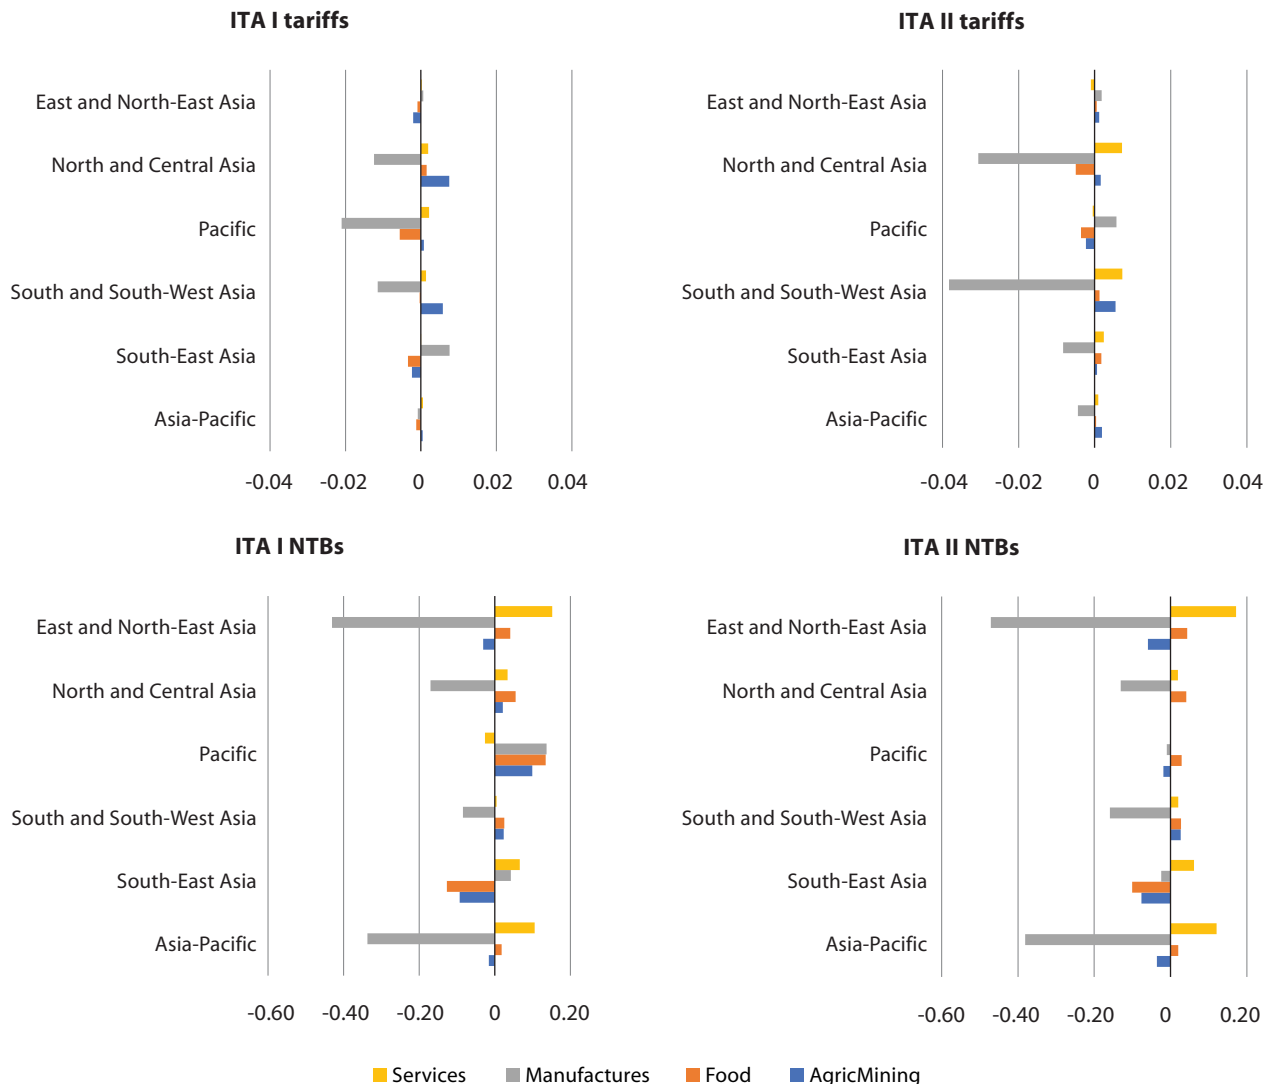 ITA I tariffs
East and North-East Asia
North and Central Asia
Pacific
South and South-West Asia
South-East Asia
Asia-Pacific
-0.04 -0.02 0 0.02 0.04
ITA II tariffs
East and North-East Asia
North and Central Asia
Pacific
South and South-West Asia
South-East Asia
Asia-Pacific
-0.04 -0.02 0 0.02 0.04
ITA I NTBs
East and North-East Asia
North and Central Asia
Pacific
South and South-West Asia
South-East Asia
Asia-Pacific
-0.60 -0.40 -0.20 0 0.20
ITA II NTBs
East and North-East Asia
North and Central Asia
Pacific
South and South-West Asia
South-East Asia
Asia-Pacific
-0.60 -0.40 -0.20 0 0.20
Services Manufactures Food AgricMining